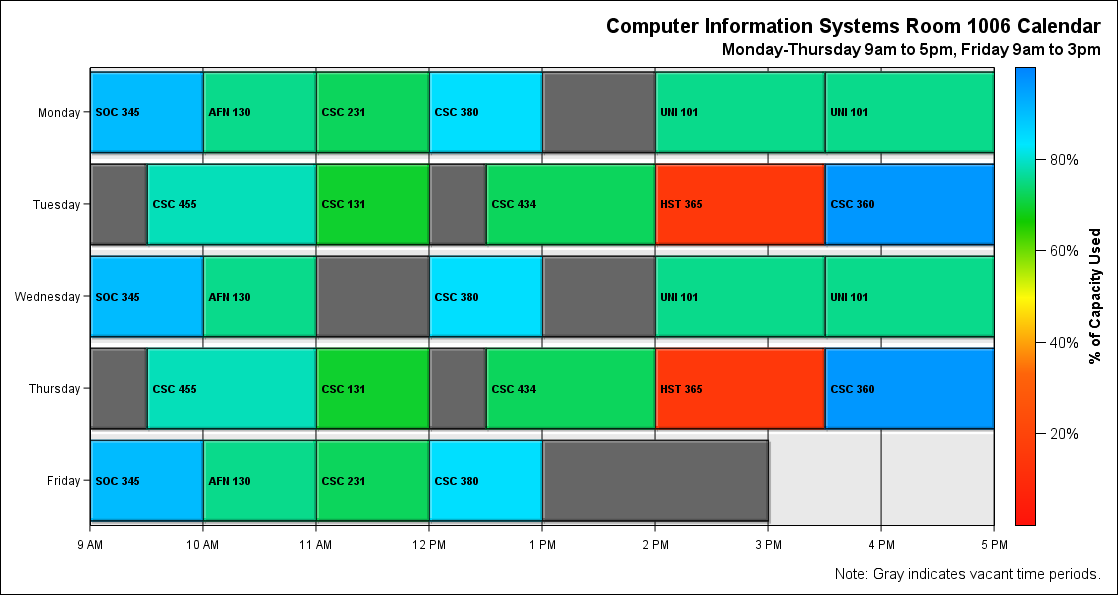 Computer Information Systems Room 1006 Calendar
Monday-Thursday 9am to 5pm, Friday 9am to 3pm
Monday
SOC 345
AFN 130
CSC 231
CSC 380
UNI 101
UNI 101
Tuesday
CSC 455
CSC 131
CSC 434
HST 365
CSC 360
Wednesday
SOC 345
AFN 130
CSC 380
UNI 101
UNI 101
Thursday
CSC 455
CSC 131
CSC 434
HST 365
CSC 360
Friday
SOC 345
AFN 130
CSC 231
CSC 380
9 AM
10 AM
11 AM
12 PM
1 PM
2 PM
3 PM
4 PM
5 PM
80%
60%
40%
20%
% of Capacity Used
Note: Gray indicates vacant time periods.